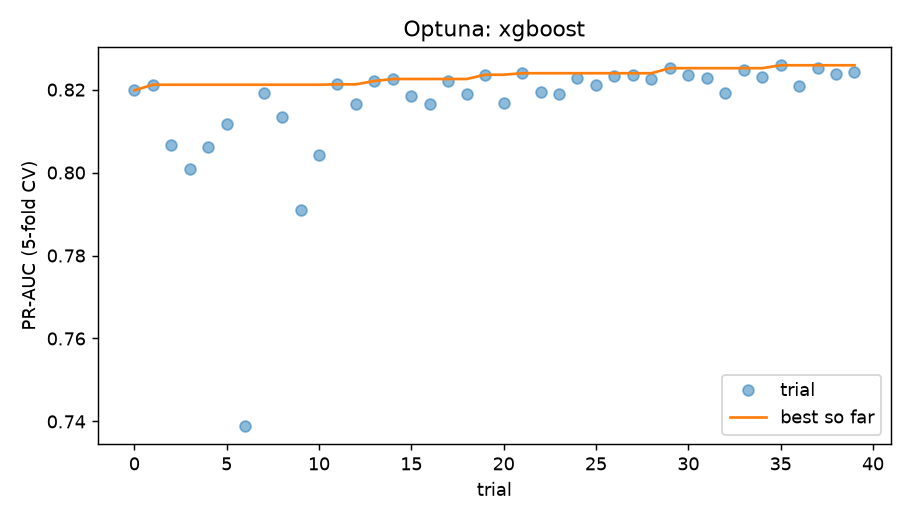 Optuna: xgboost
PR-AUC (5-fold CV)
0.82
0.80
0.78
0.76
0.74
trial
best so far
0 5 10 15 20 25 30 35 40
trial